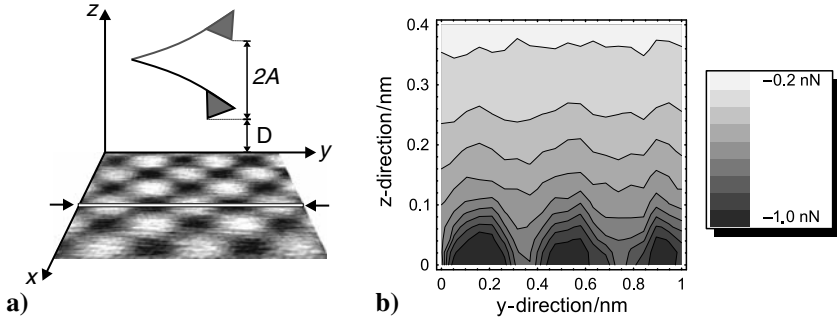 z
2A
D
y
x
a)
z-direction/nm
0.4
0.3
0.2
0.1
0
0 0.2 0.4 0.6 0.8 1
y-direction/nm
b)
−0.2 nN
−1.0 nN